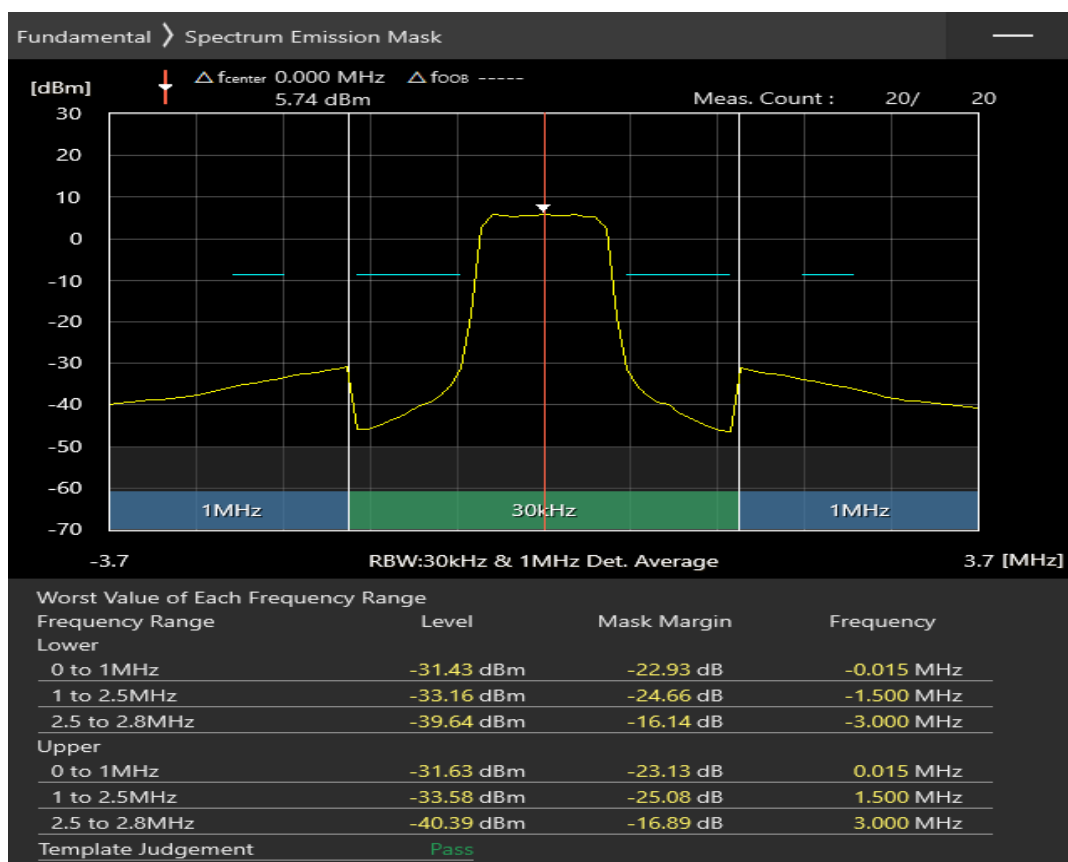 Fundamental 〉 Spectrum Emission Mask
△ fcenter 0.000 MHz △ fOOB -----
[dBm] 5.74 dBm Meas. Count : 20/ 20
30
20
10
0
-10
-20
-30
-40
-50
-60
1MHz 30kHz 1MHz
-70
-3.7 RBW:30kHz & 1MHz Det. Average 3.7 [MHz]
Worst Value of Each Frequency Range
Frequency Range Level Mask Margin Frequency
Lower
0 to 1MHz -31.43 dBm -22.93 dB -0.015 MHz
1 to 2.5MHz -33.16 dBm -24.66 dB -1.500 MHz
2.5 to 2.8MHz -39.64 dBm -16.14 dB -3.000 MHz
Upper
0 to 1MHz -31.63 dBm -23.13 dB 0.015 MHz
1 to 2.5MHz -33.58 dBm -25.08 dB 1.500 MHz
2.5 to 2.8MHz -40.39 dBm -16.89 dB 3.000 MHz
Template Judgement Pass